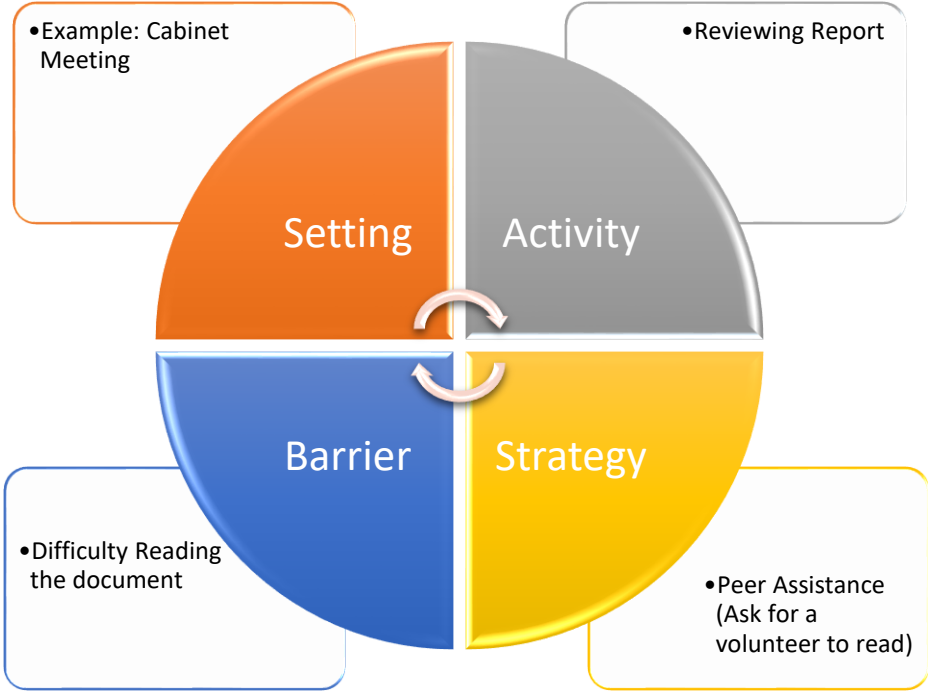 •Example: Cabinet
Meeting
•Reviewing Report
Setting
Activity
Barrier
Strategy
•Difficulty Reading
the document
•Peer Assistance
(Ask for a
volunteer to read)